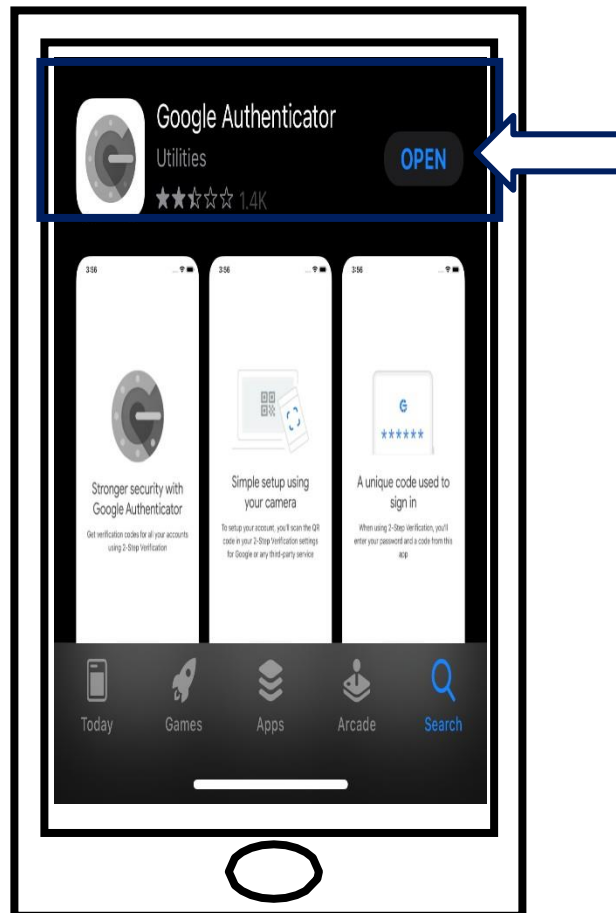 Google Authenticator
Utilities
OPEN
1.4K
3:56
3:56
3:56
Stronger security with
Google Authenticator
Get verification codes for all your accounts
using 2-Step Verification
Simple setup using
your camera
To setup your account, you'll scan the QR
code in your 2-Step Verification settings
for Google or any third-party service
G
******
A unique code used to
sign in
When using 2-Step Verification, you'll
enter your password and a code from this
app
Today
Games
Apps
Arcade
Search